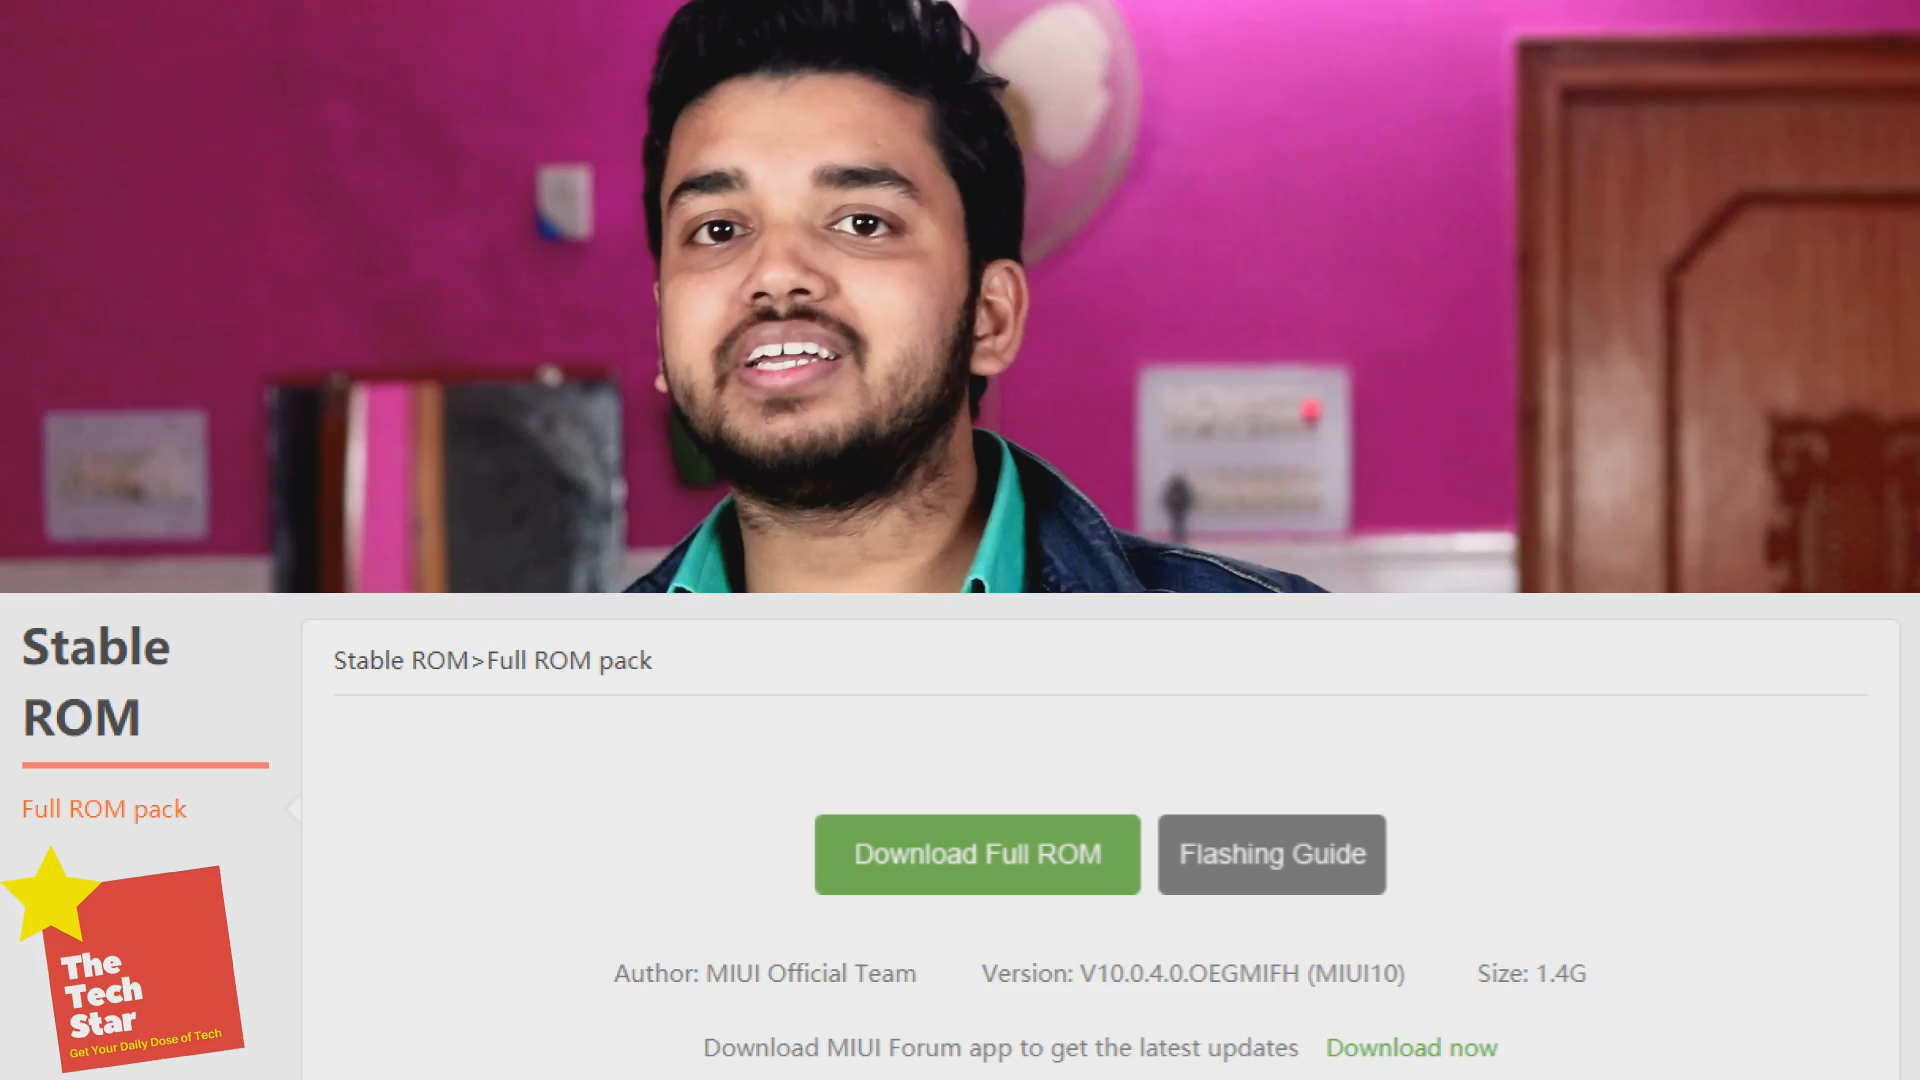 Stable
ROM
Full ROM pack
Stable ROM>Full ROM pack
Download Full ROM
Flashing Guide
Author: MIUI Official Team
Version: V10.0.4.0.OEGMIFH (MIUI10)
Size: 1.4G
Download MIUI Forum app to get the latest updates
Download now
The
Tech
Star
Get Your Daily Dose of Tech